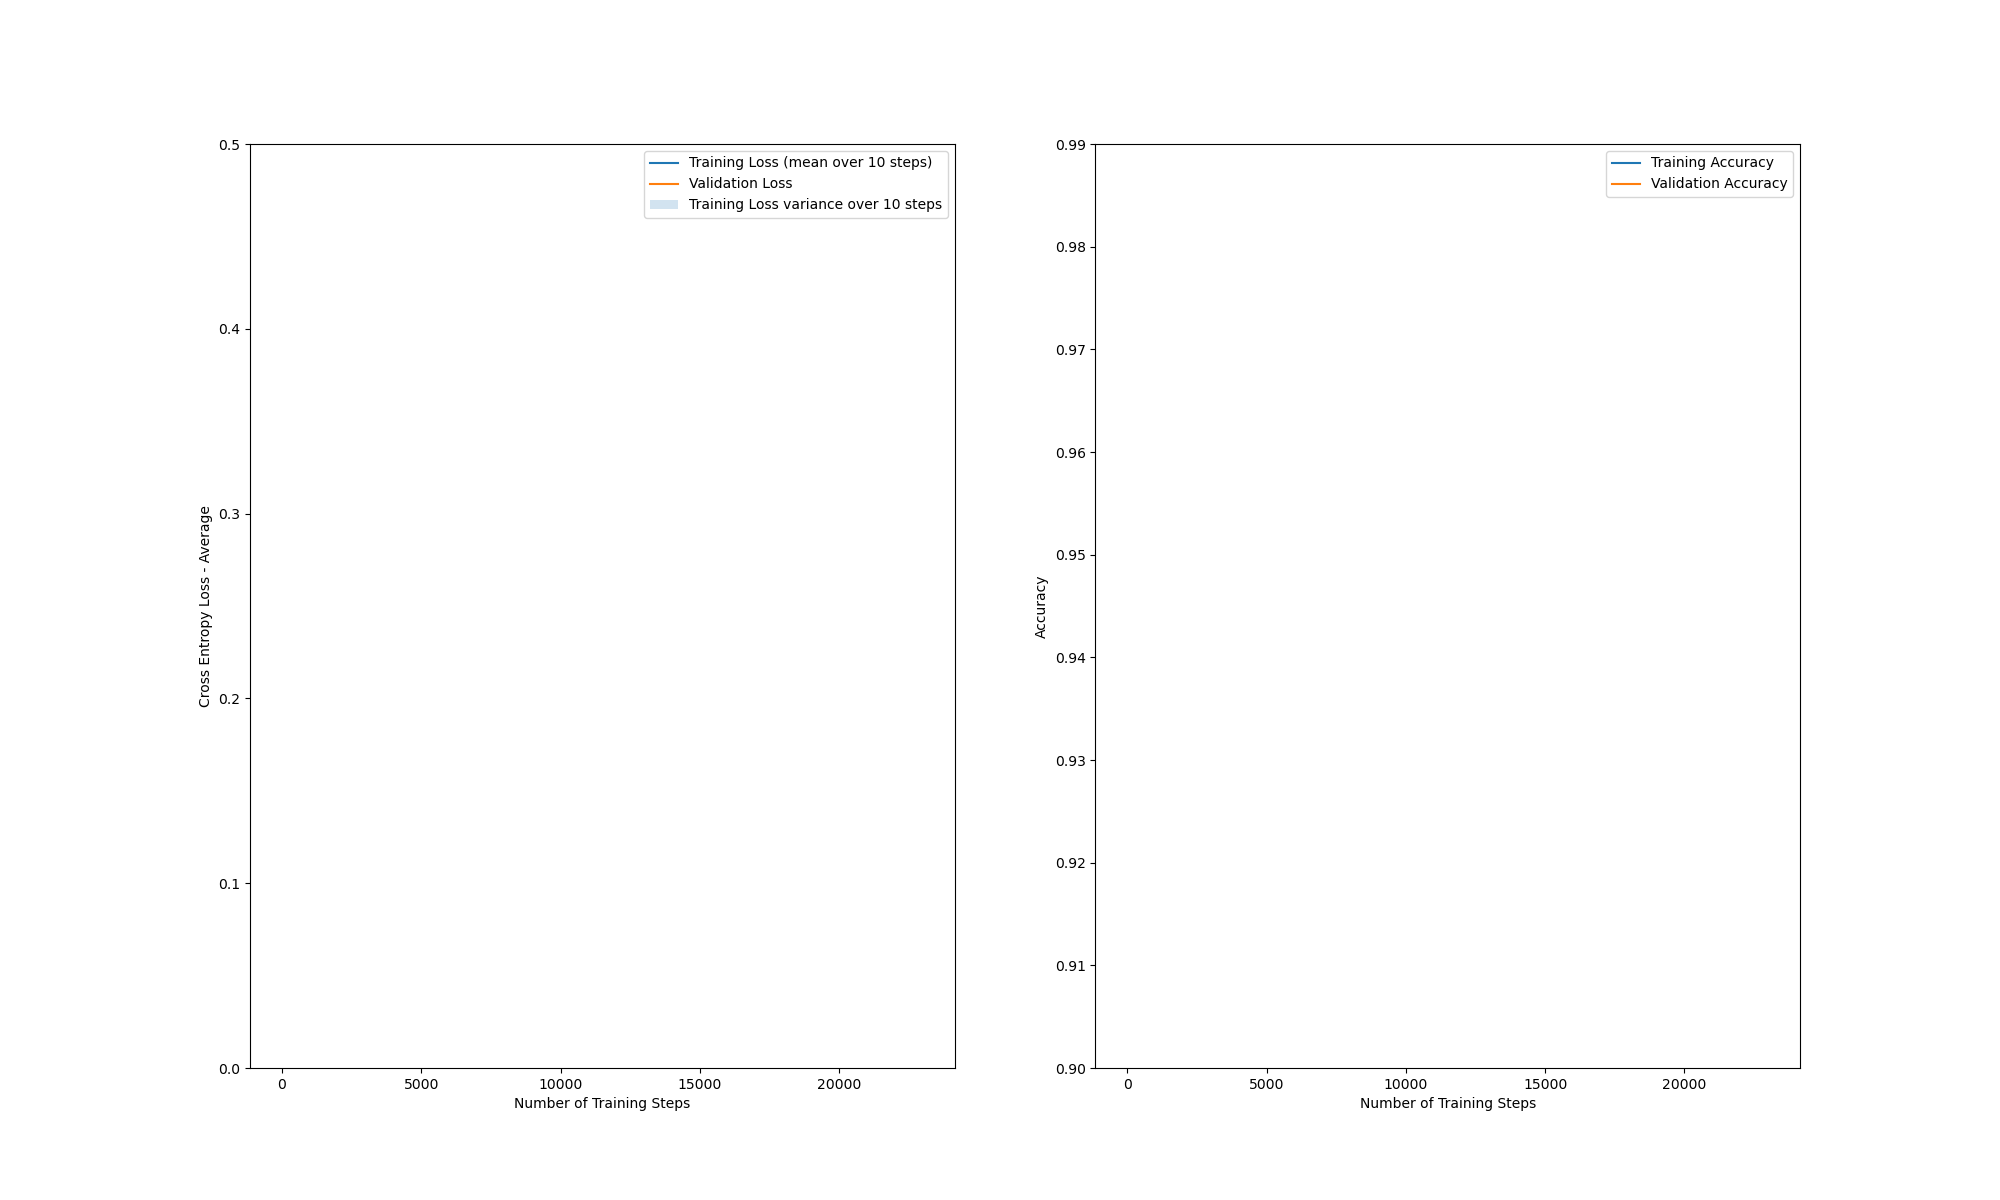 0.5
0.4
0.3
0.2
0.1
0.0
Cross Entropy Loss - Average
0 5000 10000 15000 20000
Number of Training Steps
Training Loss (mean over 10 steps)
Validation Loss
Training Loss variance over 10 steps
0.99
0.98
0.97
0.96
0.95
0.94
0.93
0.92
0.91
0.90
Accuracy
0 5000 10000 15000 20000
Number of Training Steps
Training Accuracy
Validation Accuracy